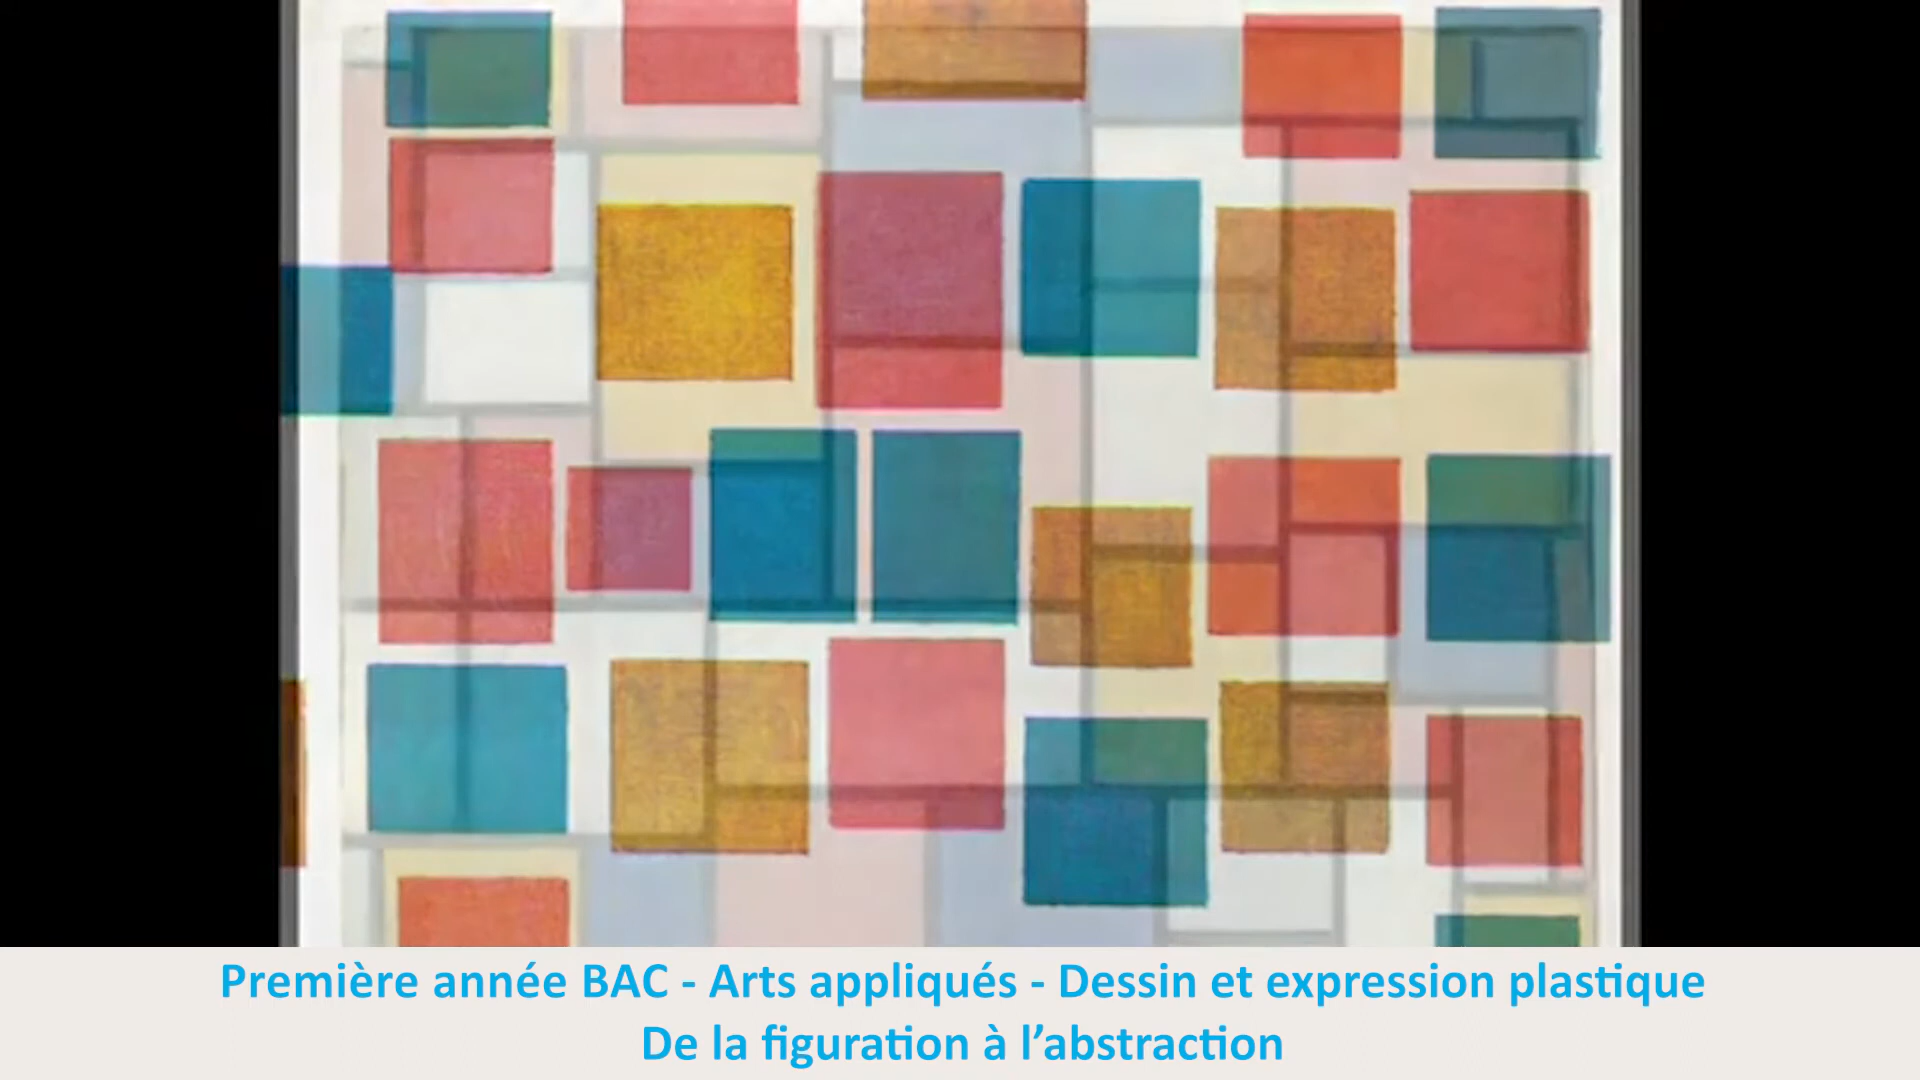 Première année BAC - Arts appliqués - Dessin et expression plastique
De la figuration à l’abstraction